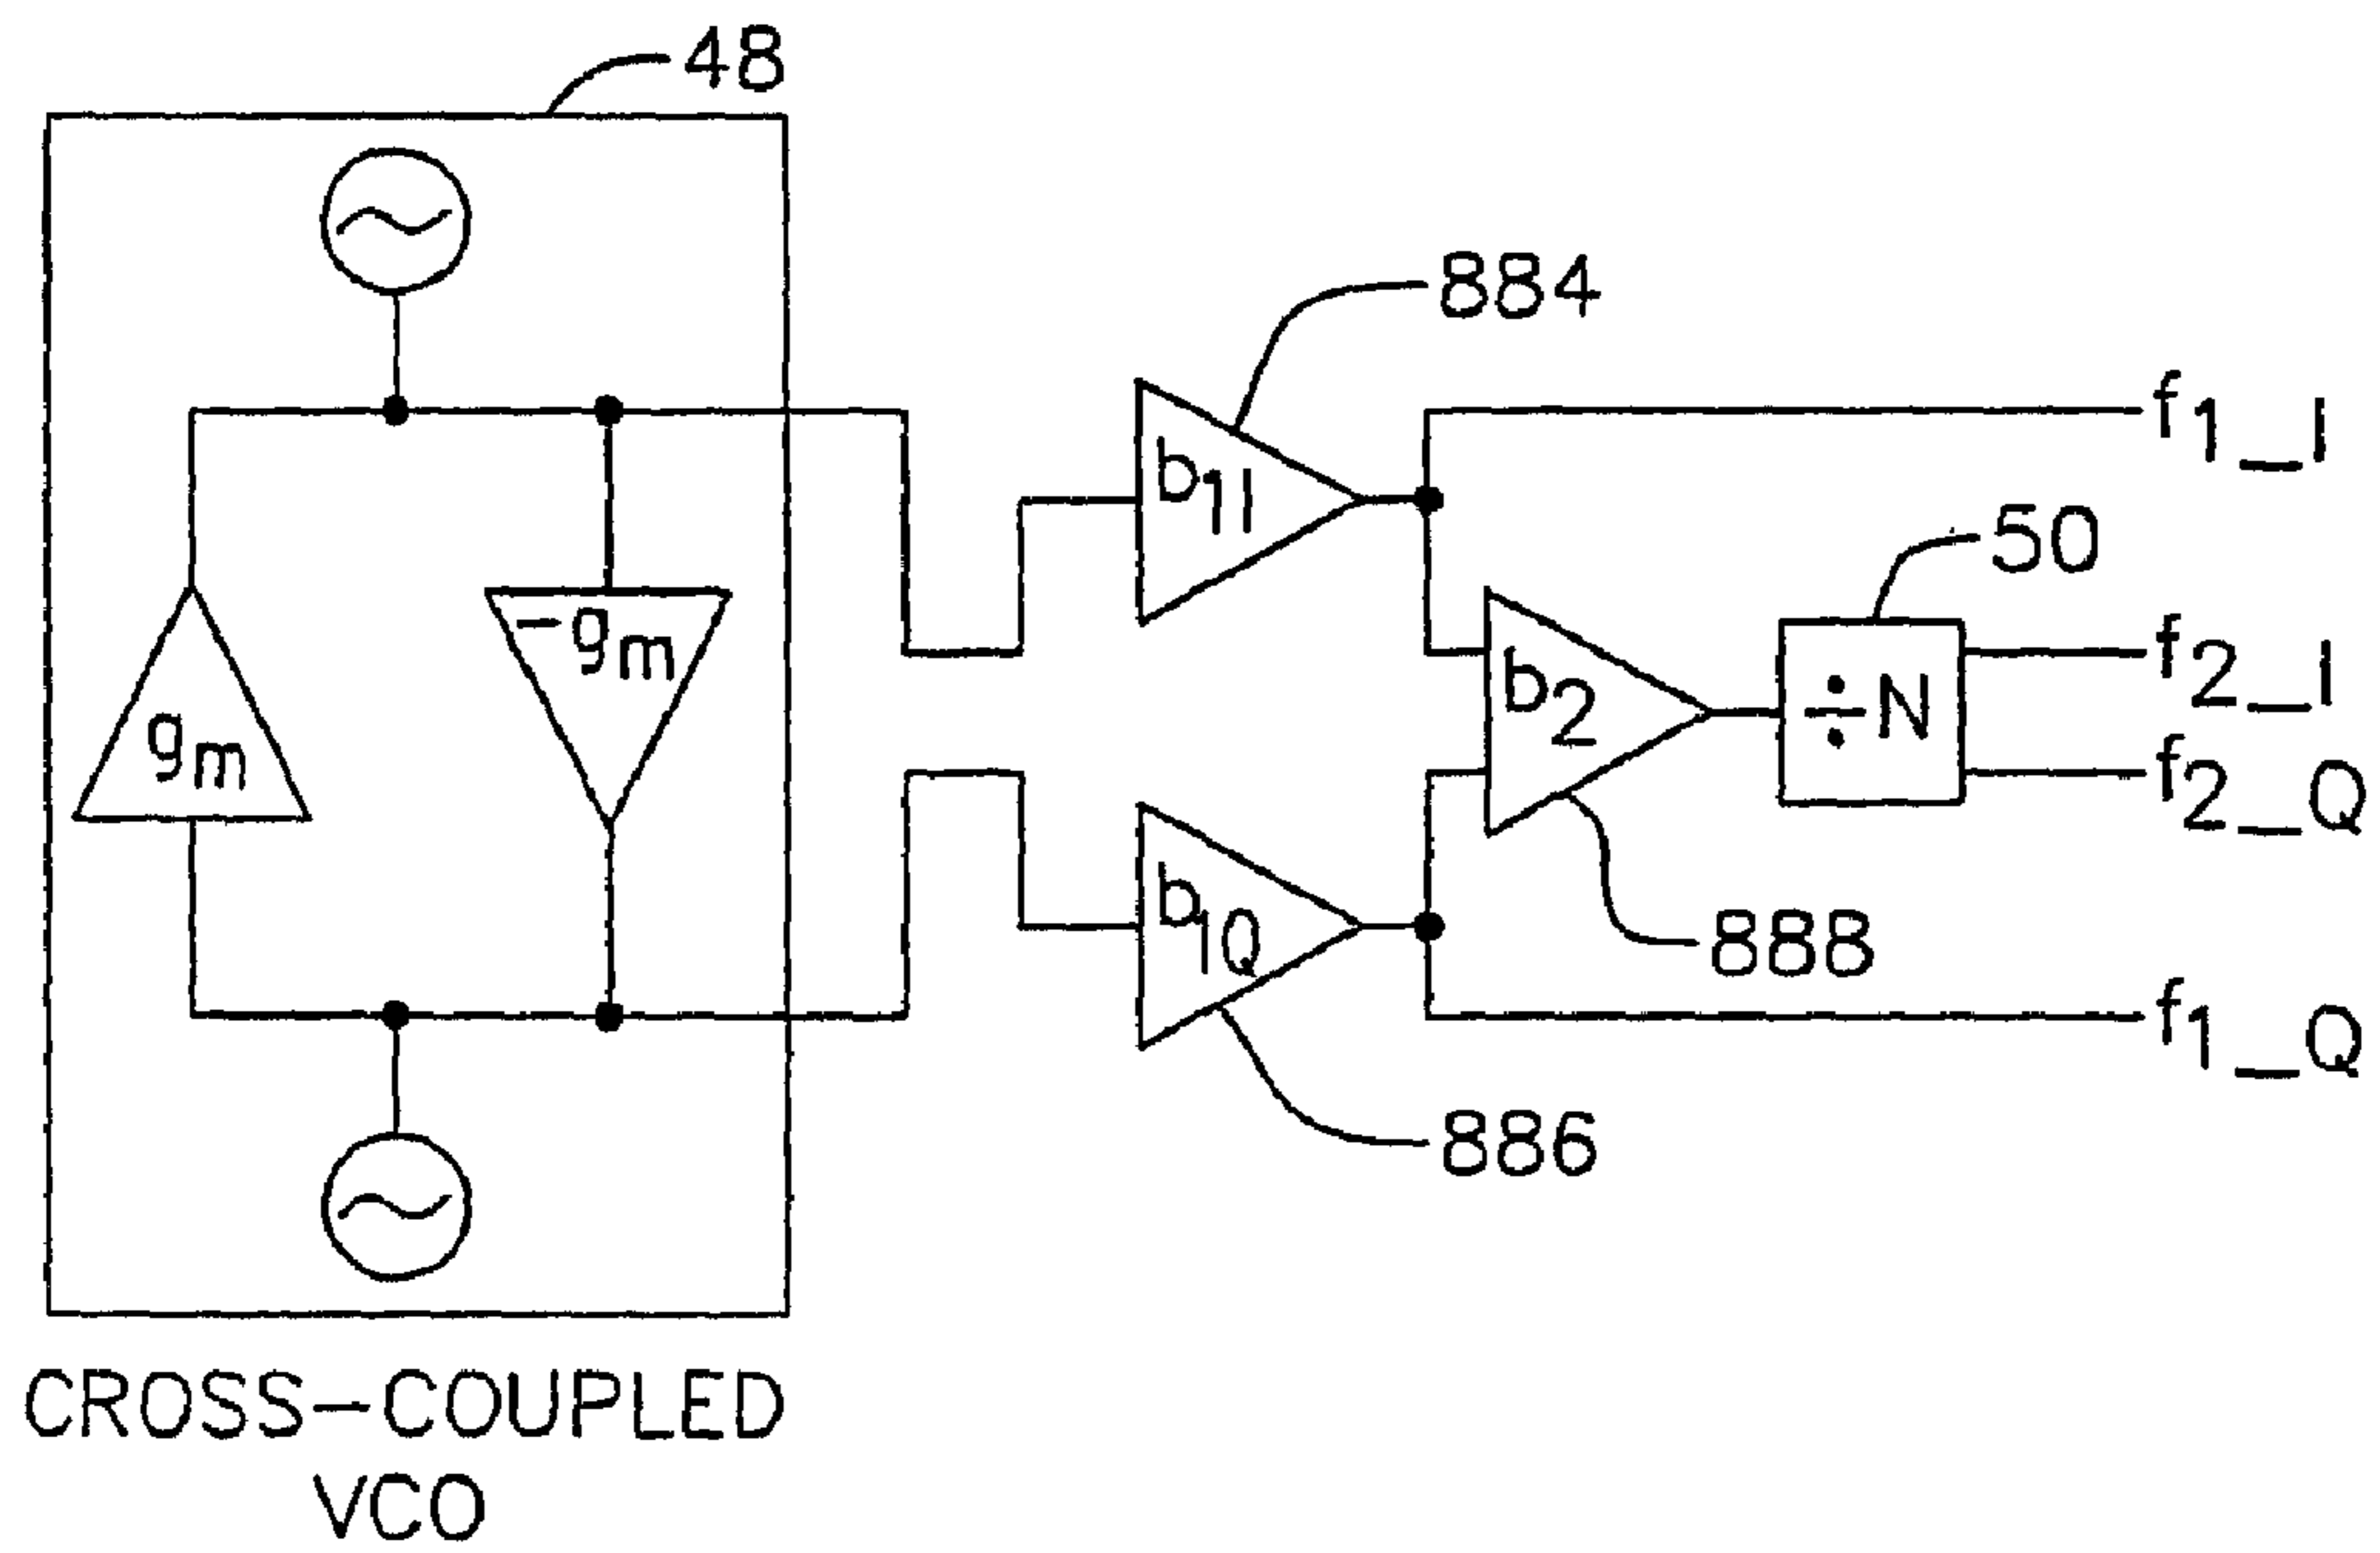 48
884
b1I
f1_I
50
-gm
gm
b2
÷N
f2_I
f2_Q
b1Q
888
f1_Q
886
CROSS-COUPLED
VCO